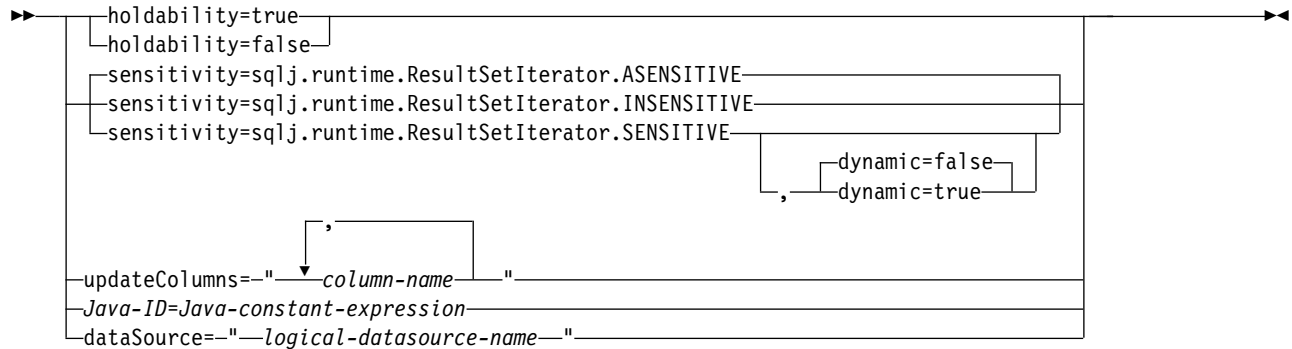 holdability=true
holdability=false
sensitivity=sqlj.runtime.ResultSetIterator.ASENSITIVE
sensitivity=sqlj.runtime.ResultSetIterator.INSENSITIVE
sensitivity=sqlj.runtime.ResultSetIterator.SENSITIVE
dynamic=false
, dynamic=true
,
updateColumns= " column-name "
Java-ID=Java-constant-expression
dataSource= " logical-datasource-name "